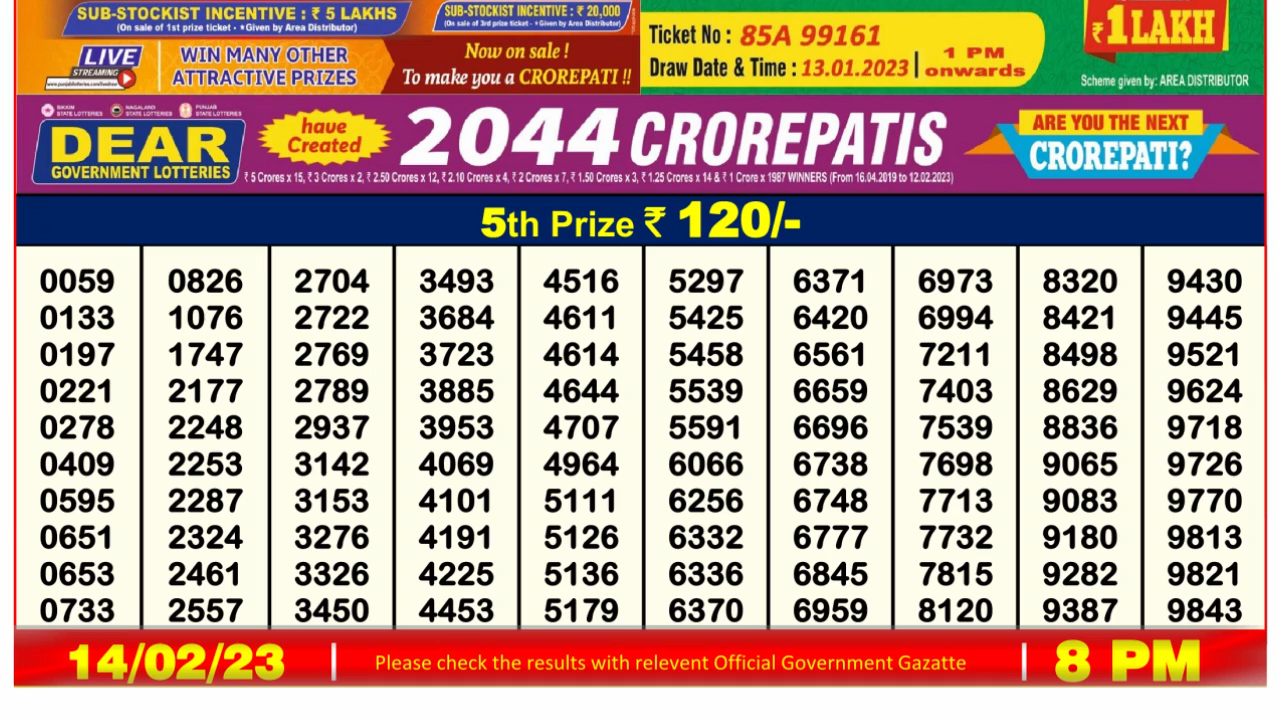 SUB-STOCKIST INCENTIVE : ₹ 5 LAKHS
(On sale of 1st prize ticket - *Given by Area Distributor)
SUB-STOCKIST INCENTIVE : ₹ 20,000
(On sale of 3rd prize ticket - *Given by Area Distributor)
LIVE
STREAMING
WIN MANY OTHER
ATTRACTIVE PRIZES
Now on sale !
To make you a CROREPATI !!
Ticket No : 85A 99161
Draw Date & Time : 13.01.2023 | 1 PM onwards
₹1 LAKH
Scheme given by: AREA DISTRIBUTOR
SIKKIM STATE LOTTERIES
NAGALAND STATE LOTTERIES
PUNJAB STATE LOTTERIES
DEAR
GOVERNMENT LOTTERIES
have
Created
2044 CROREPATIS
₹ 5 Crores x 15, ₹ 3 Crores x 2, ₹ 2.50 Crores x 12, ₹ 2.10 Crores x 4, ₹ 2 Crores x 7, ₹ 1.50 Crores x 3, ₹ 1.25 Crores x 14 & ₹ 1 Crore x 1987 WINNERS (From 16.04.2019 to 12.02.2023)
ARE YOU THE NEXT
CROREPATI?
5th Prize ₹ 120/-
0059 0826 2704 3493 4516 5297 6371 6973 8320 9430
0133 1076 2722 3684 4611 5425 6420 6994 8421 9445
0197 1747 2769 3723 4614 5458 6561 7211 8498 9521
0221 2177 2789 3885 4644 5539 6659 7403 8629 9624
0278 2248 2937 3953 4707 5591 6696 7539 8836 9718
0409 2253 3142 4069 4964 6066 6738 7698 9065 9726
0595 2287 3153 4101 5111 6256 6748 7713 9083 9770
0651 2324 3276 4191 5126 6332 6777 7732 9180 9813
0653 2461 3326 4225 5136 6336 6845 7815 9282 9821
0733 2557 3450 4453 5179 6370 6959 8120 9387 9843
14/02/23 | Please check the results with relevent Official Government Gazatte | 8 PM